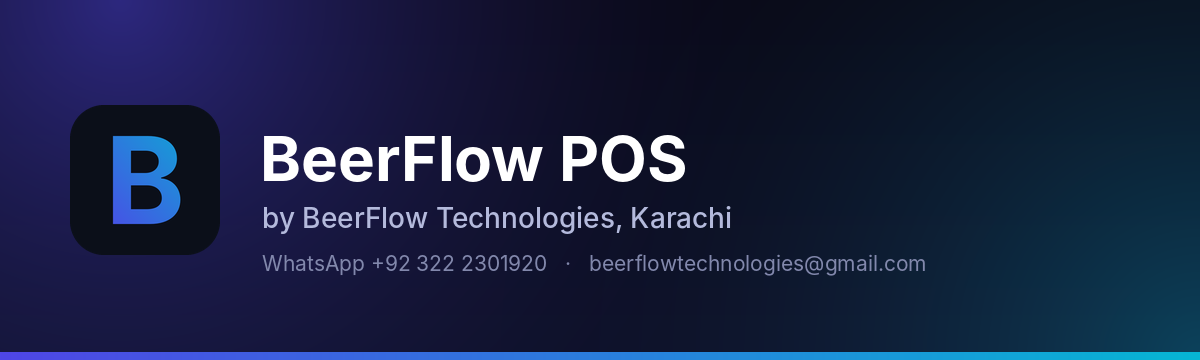 B
BeerFlow POS
by BeerFlow Technologies, Karachi
WhatsApp +92 322 2301920 · beerflowtechnologies@gmail.com